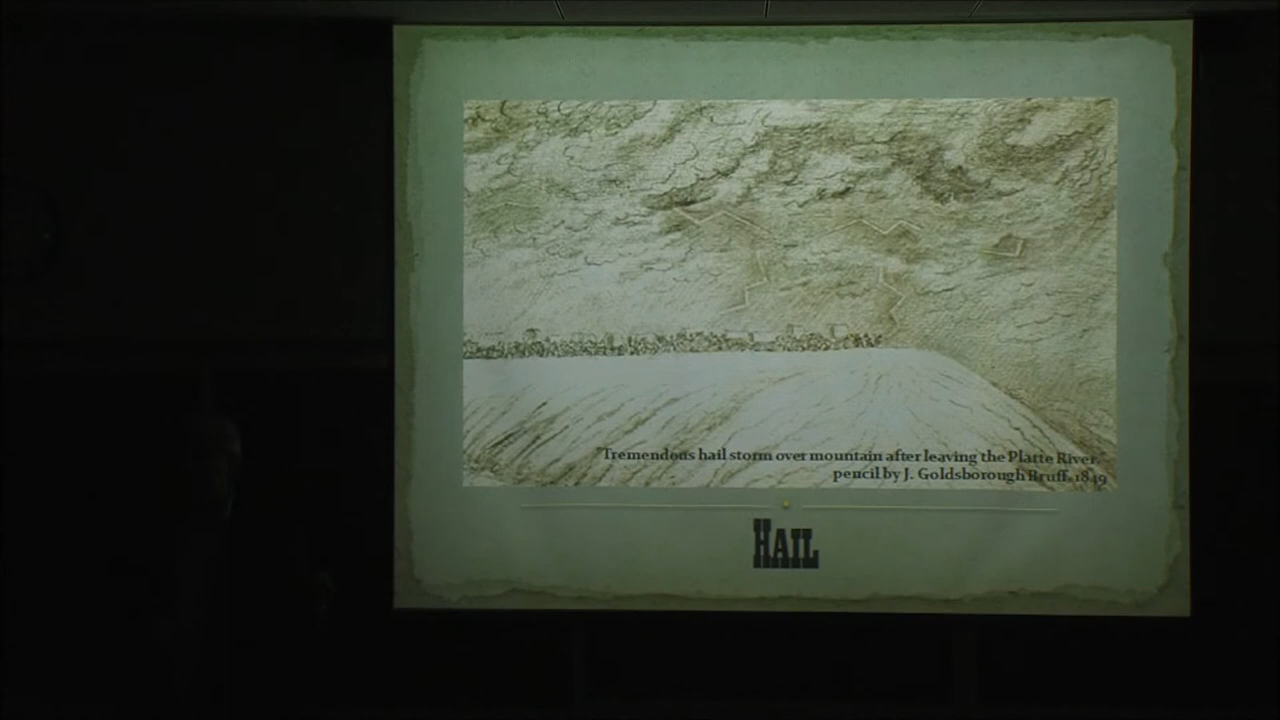 Tremendous hail storm over mountain after leaving the Platte River,
pencil by J. Goldsborough Bruff, 1849
HAIL